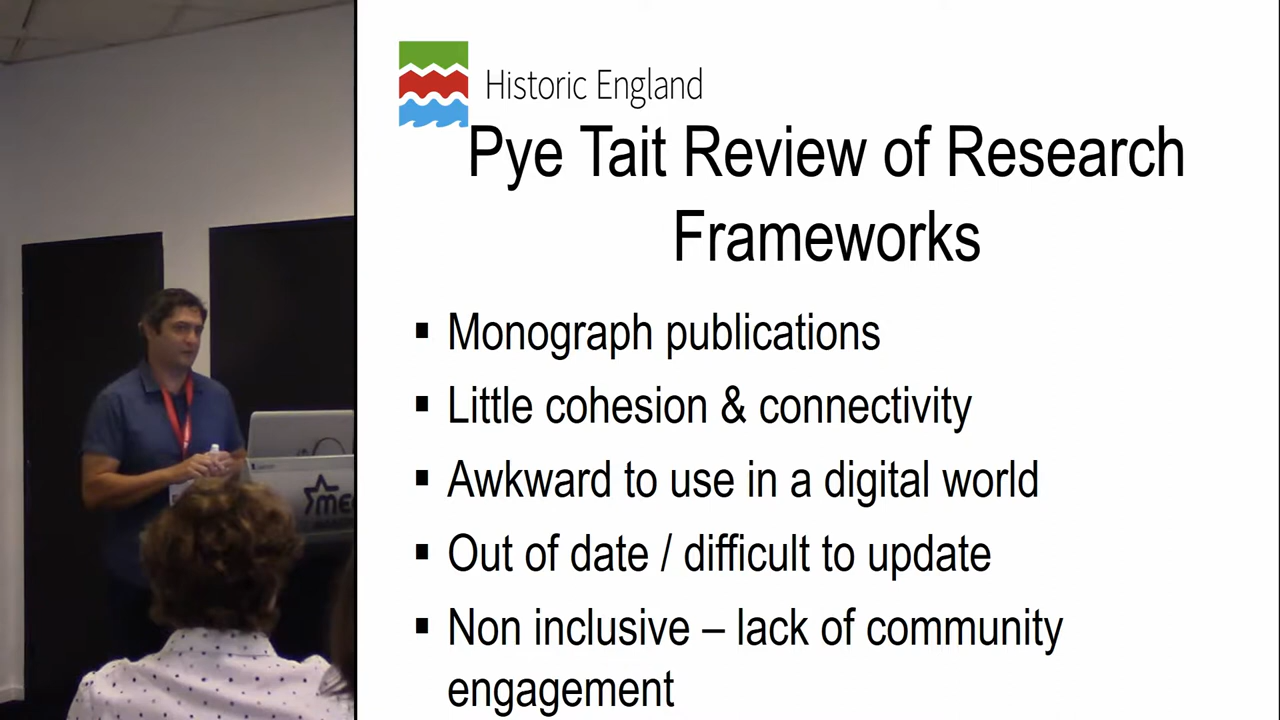 Historic England
Pye Tait Review of Research
Frameworks
▪ Monograph publications
▪ Little cohesion & connectivity
▪ Awkward to use in a digital world
▪ Out of date / difficult to update
▪ Non inclusive – lack of community
engagement